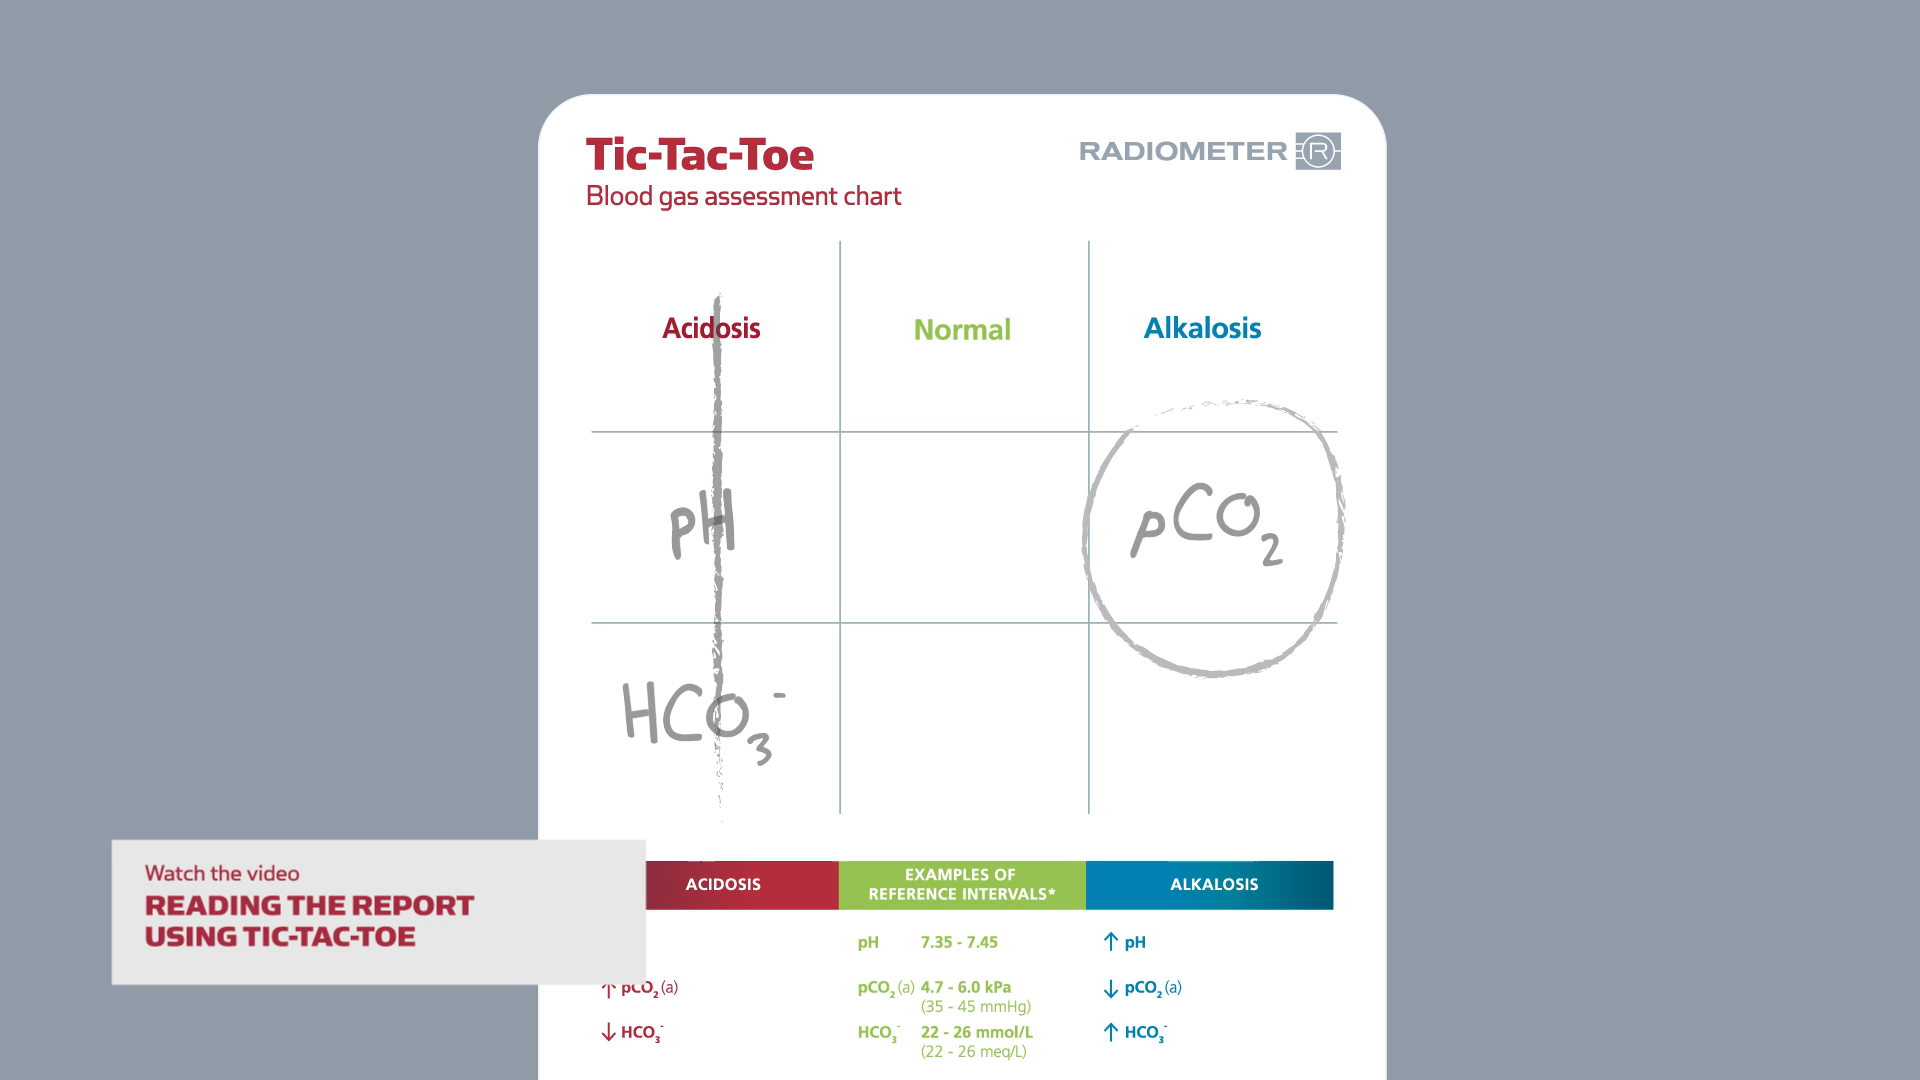 Tic-Tac-Toe
RADIOMETER R
Blood gas assessment chart
Acidosis Normal Alkalosis
pH pCO₂
HCO₃⁻
Watch the video
READING THE REPORT
USING TIC-TAC-TOE
ACIDOSIS
EXAMPLES OF
REFERENCE INTERVALS*
ALKALOSIS
pH 7.35 - 7.45 ↑ pH
↑ pCO₂ (a) pCO₂ (a) 4.7 - 6.0 kPa ↓ pCO₂ (a)
(35 - 45 mmHg)
↓ HCO₃⁻ HCO₃⁻ 22 - 26 mmol/L ↑ HCO₃⁻
(22 - 26 meq/L)